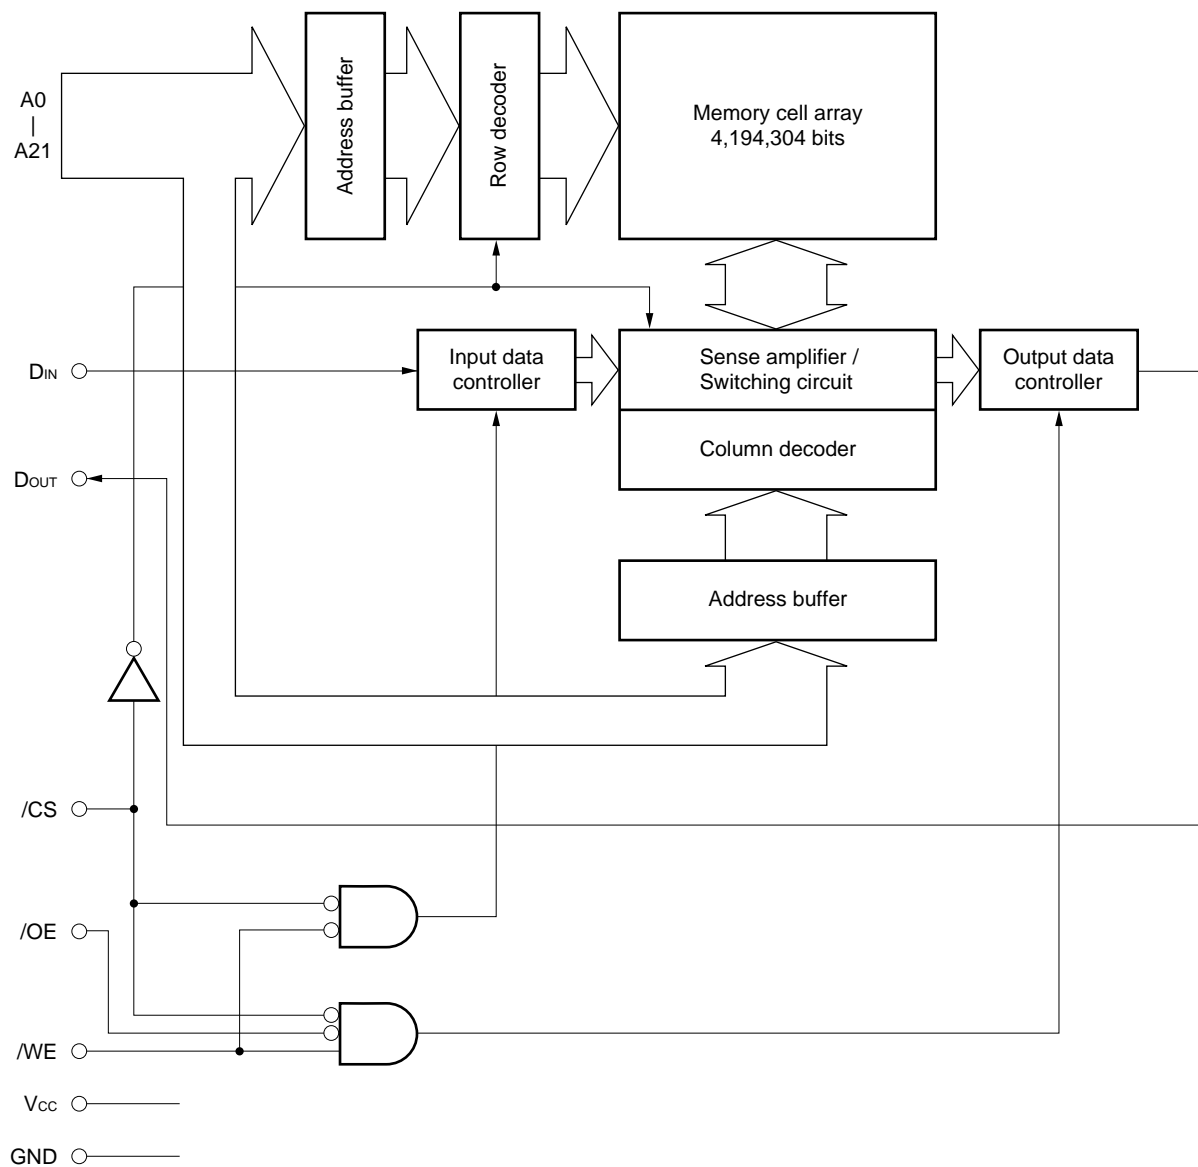 A0
|
A21
Address buffer
Row decoder
Memory cell array
4,194,304 bits
DIN
Input data
controller
Sense amplifier /
Switching circuit
Output data
controller
Column decoder
DOUT
Address buffer
/CS
/OE
/WE
VCC
GND